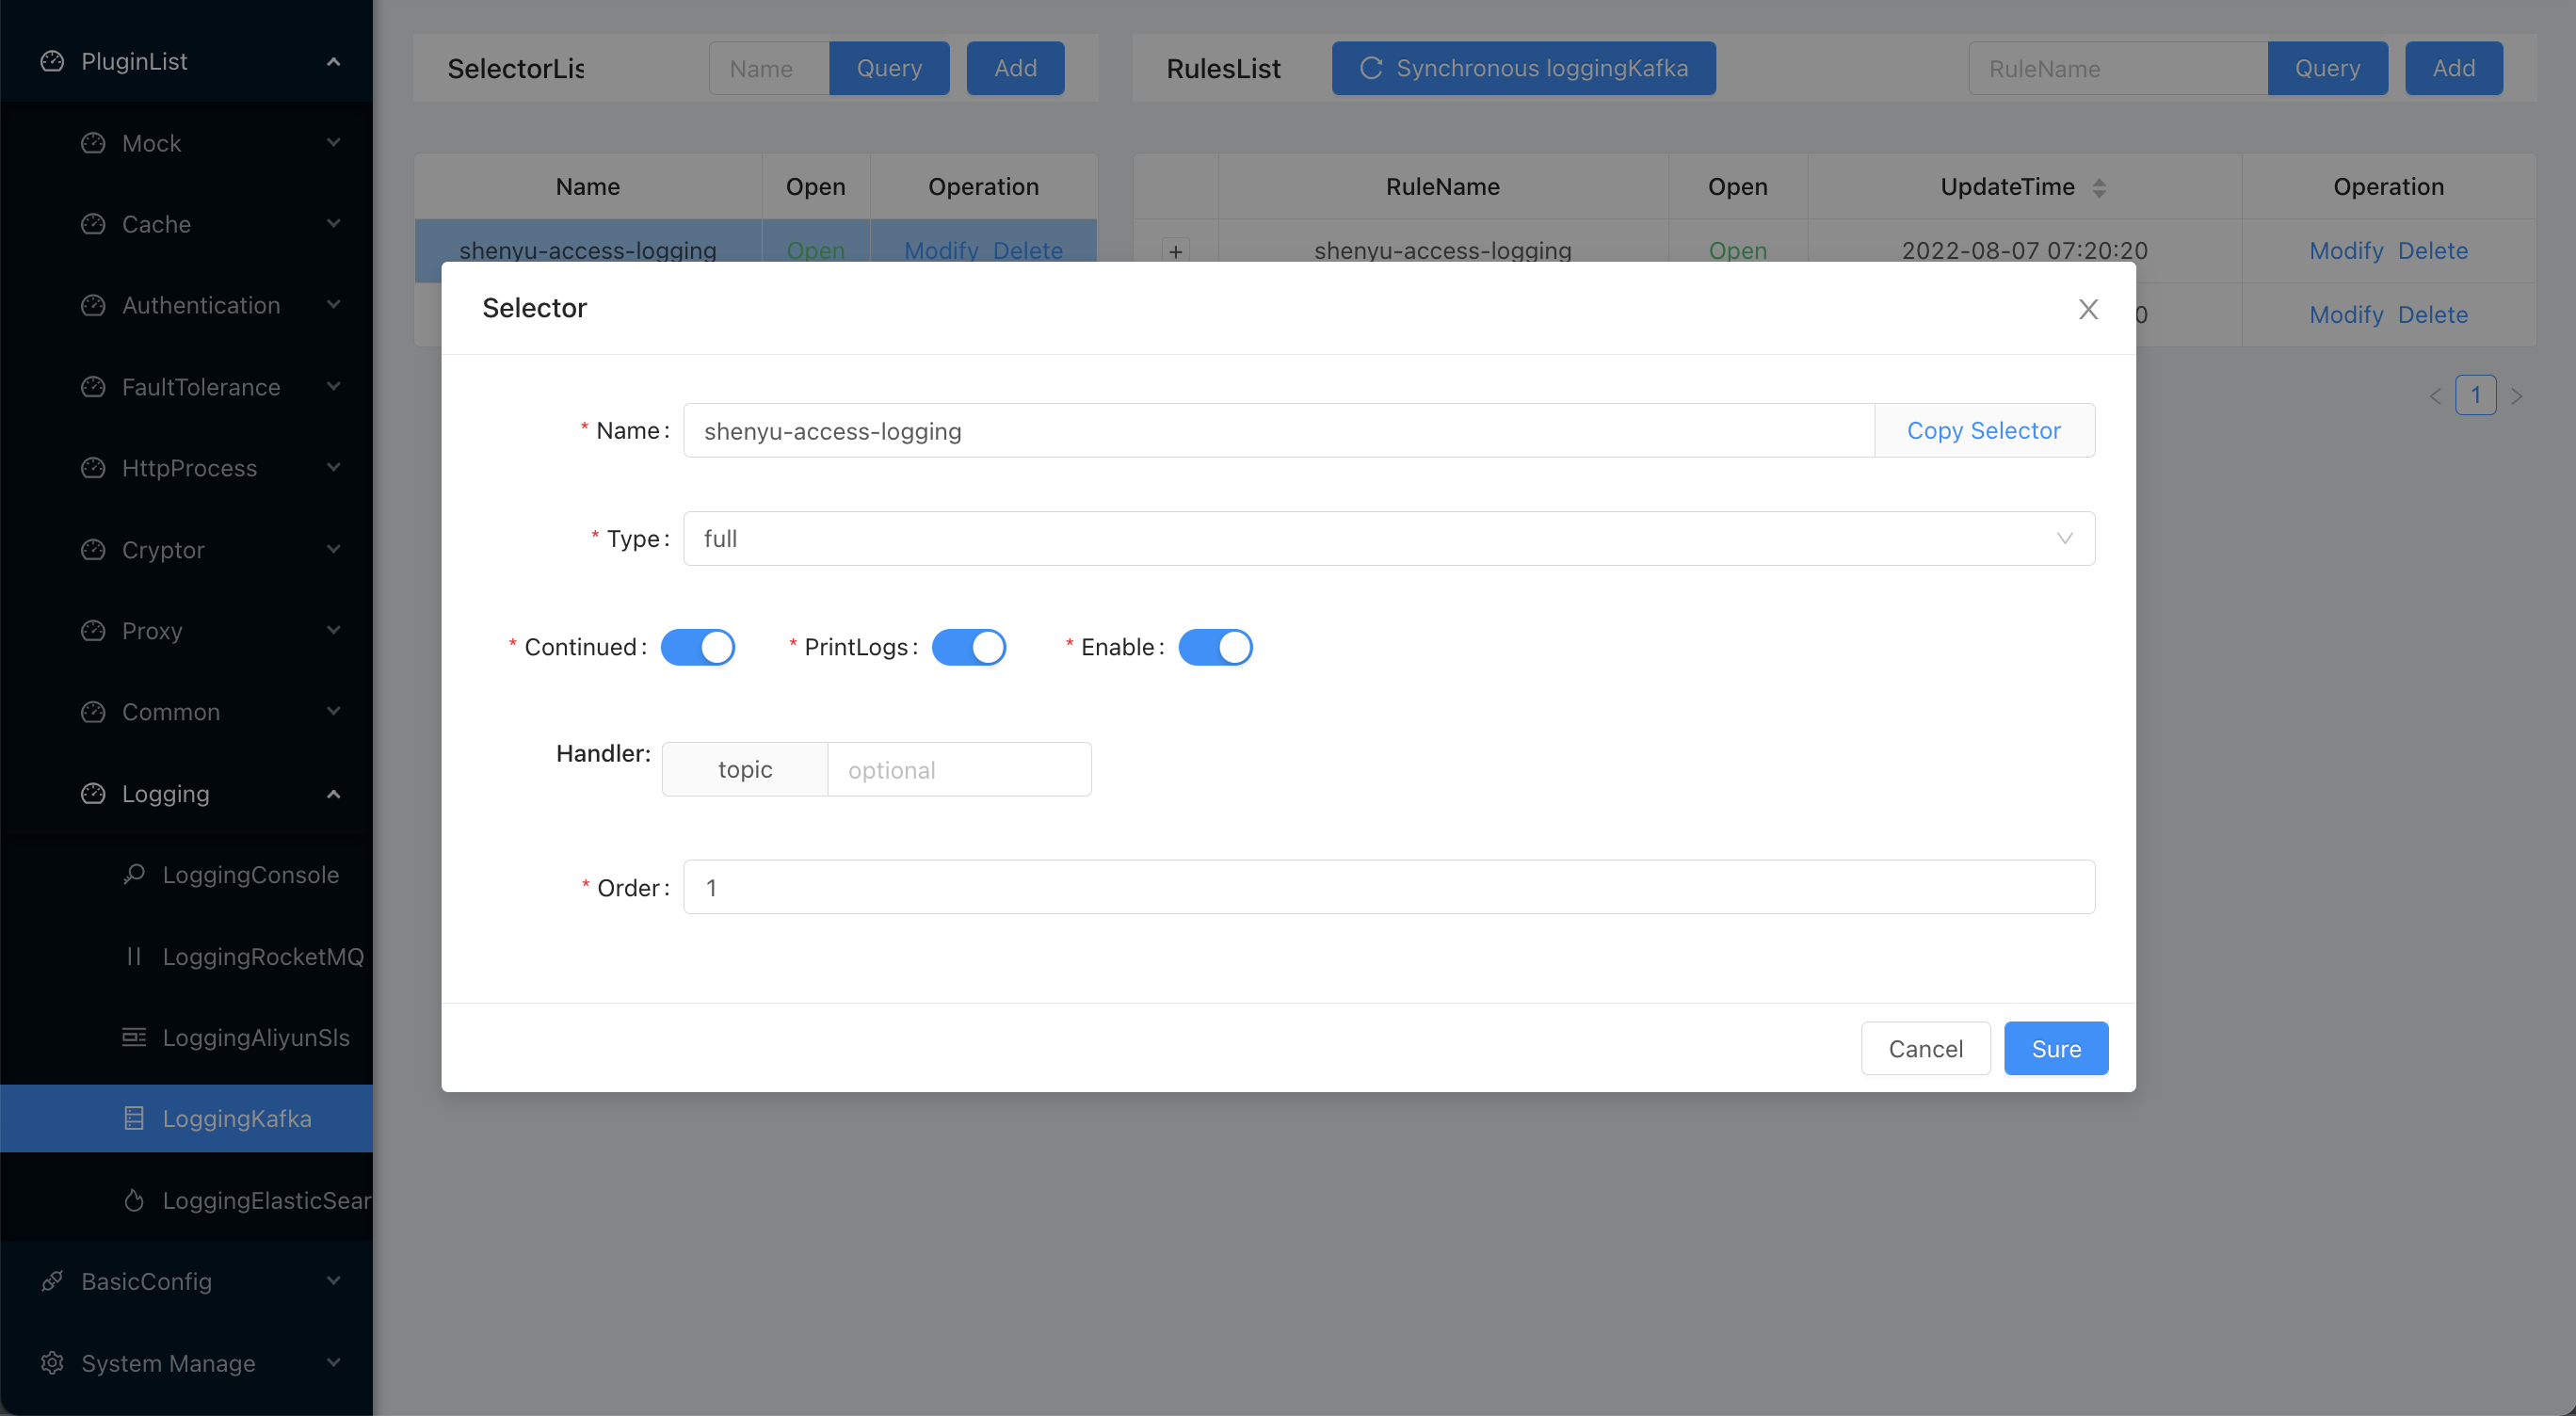 PluginList
Mock
Cache
Authentication
FaultTolerance
HttpProcess
Cryptor
Proxy
Common
Logging
LoggingConsole
LoggingRocketMQ
LoggingAliyunSls
LoggingKafka
LoggingElasticSear
BasicConfig
System Manage
SelectorLis
Name
Query
Add
Name Open Operation
shenyu-access-logging Open Modify Delete
RulesList
Synchronous loggingKafka
RuleName
Query
Add
RuleName Open UpdateTime Operation
+ shenyu-access-logging Open 2022-08-07 07:20:20 Modify Delete
0 Modify Delete
1
Selector
* Name: shenyu-access-logging Copy Selector
* Type: full
* Continued: * PrintLogs: * Enable:
Handler: topic optional
* Order: 1
Cancel Sure